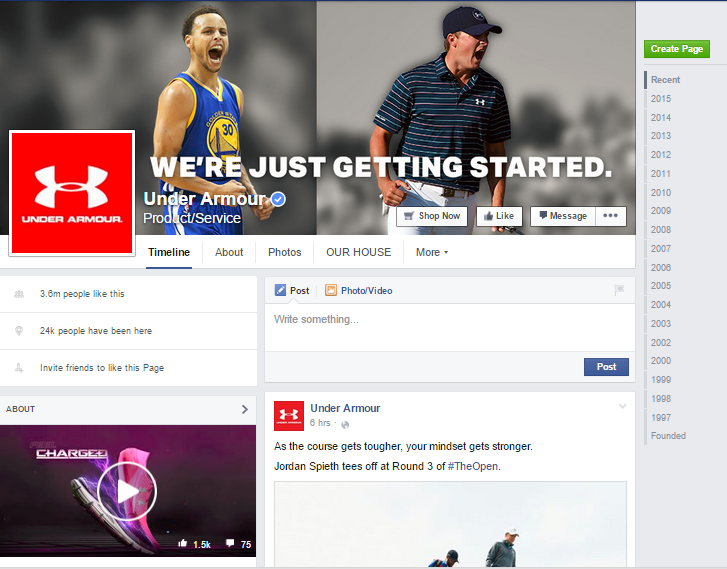 GOLDEN STATE
30
WE'RE JUST GETTING STARTED.
UNDER ARMOUR.
Under Armour
Product/Service
Shop Now
Like
Message
•••
Create Page
Recent
2015
2014
2013
2012
2011
2010
2009
2008
2007
2006
2005
2004
2003
2002
2000
1999
1998
1997
Founded
Timeline
About
Photos
OUR HOUSE
More
3.6m people like this
24k people have been here
Invite friends to like this Page
ABOUT
FEEL
CHARGED
1.5k
75
Post
Photo/Video
Write something...
Post
Under Armour
6 hrs ·
As the course gets tougher, your mindset gets stronger.
Jordan Spieth tees off at Round 3 of #TheOpen.